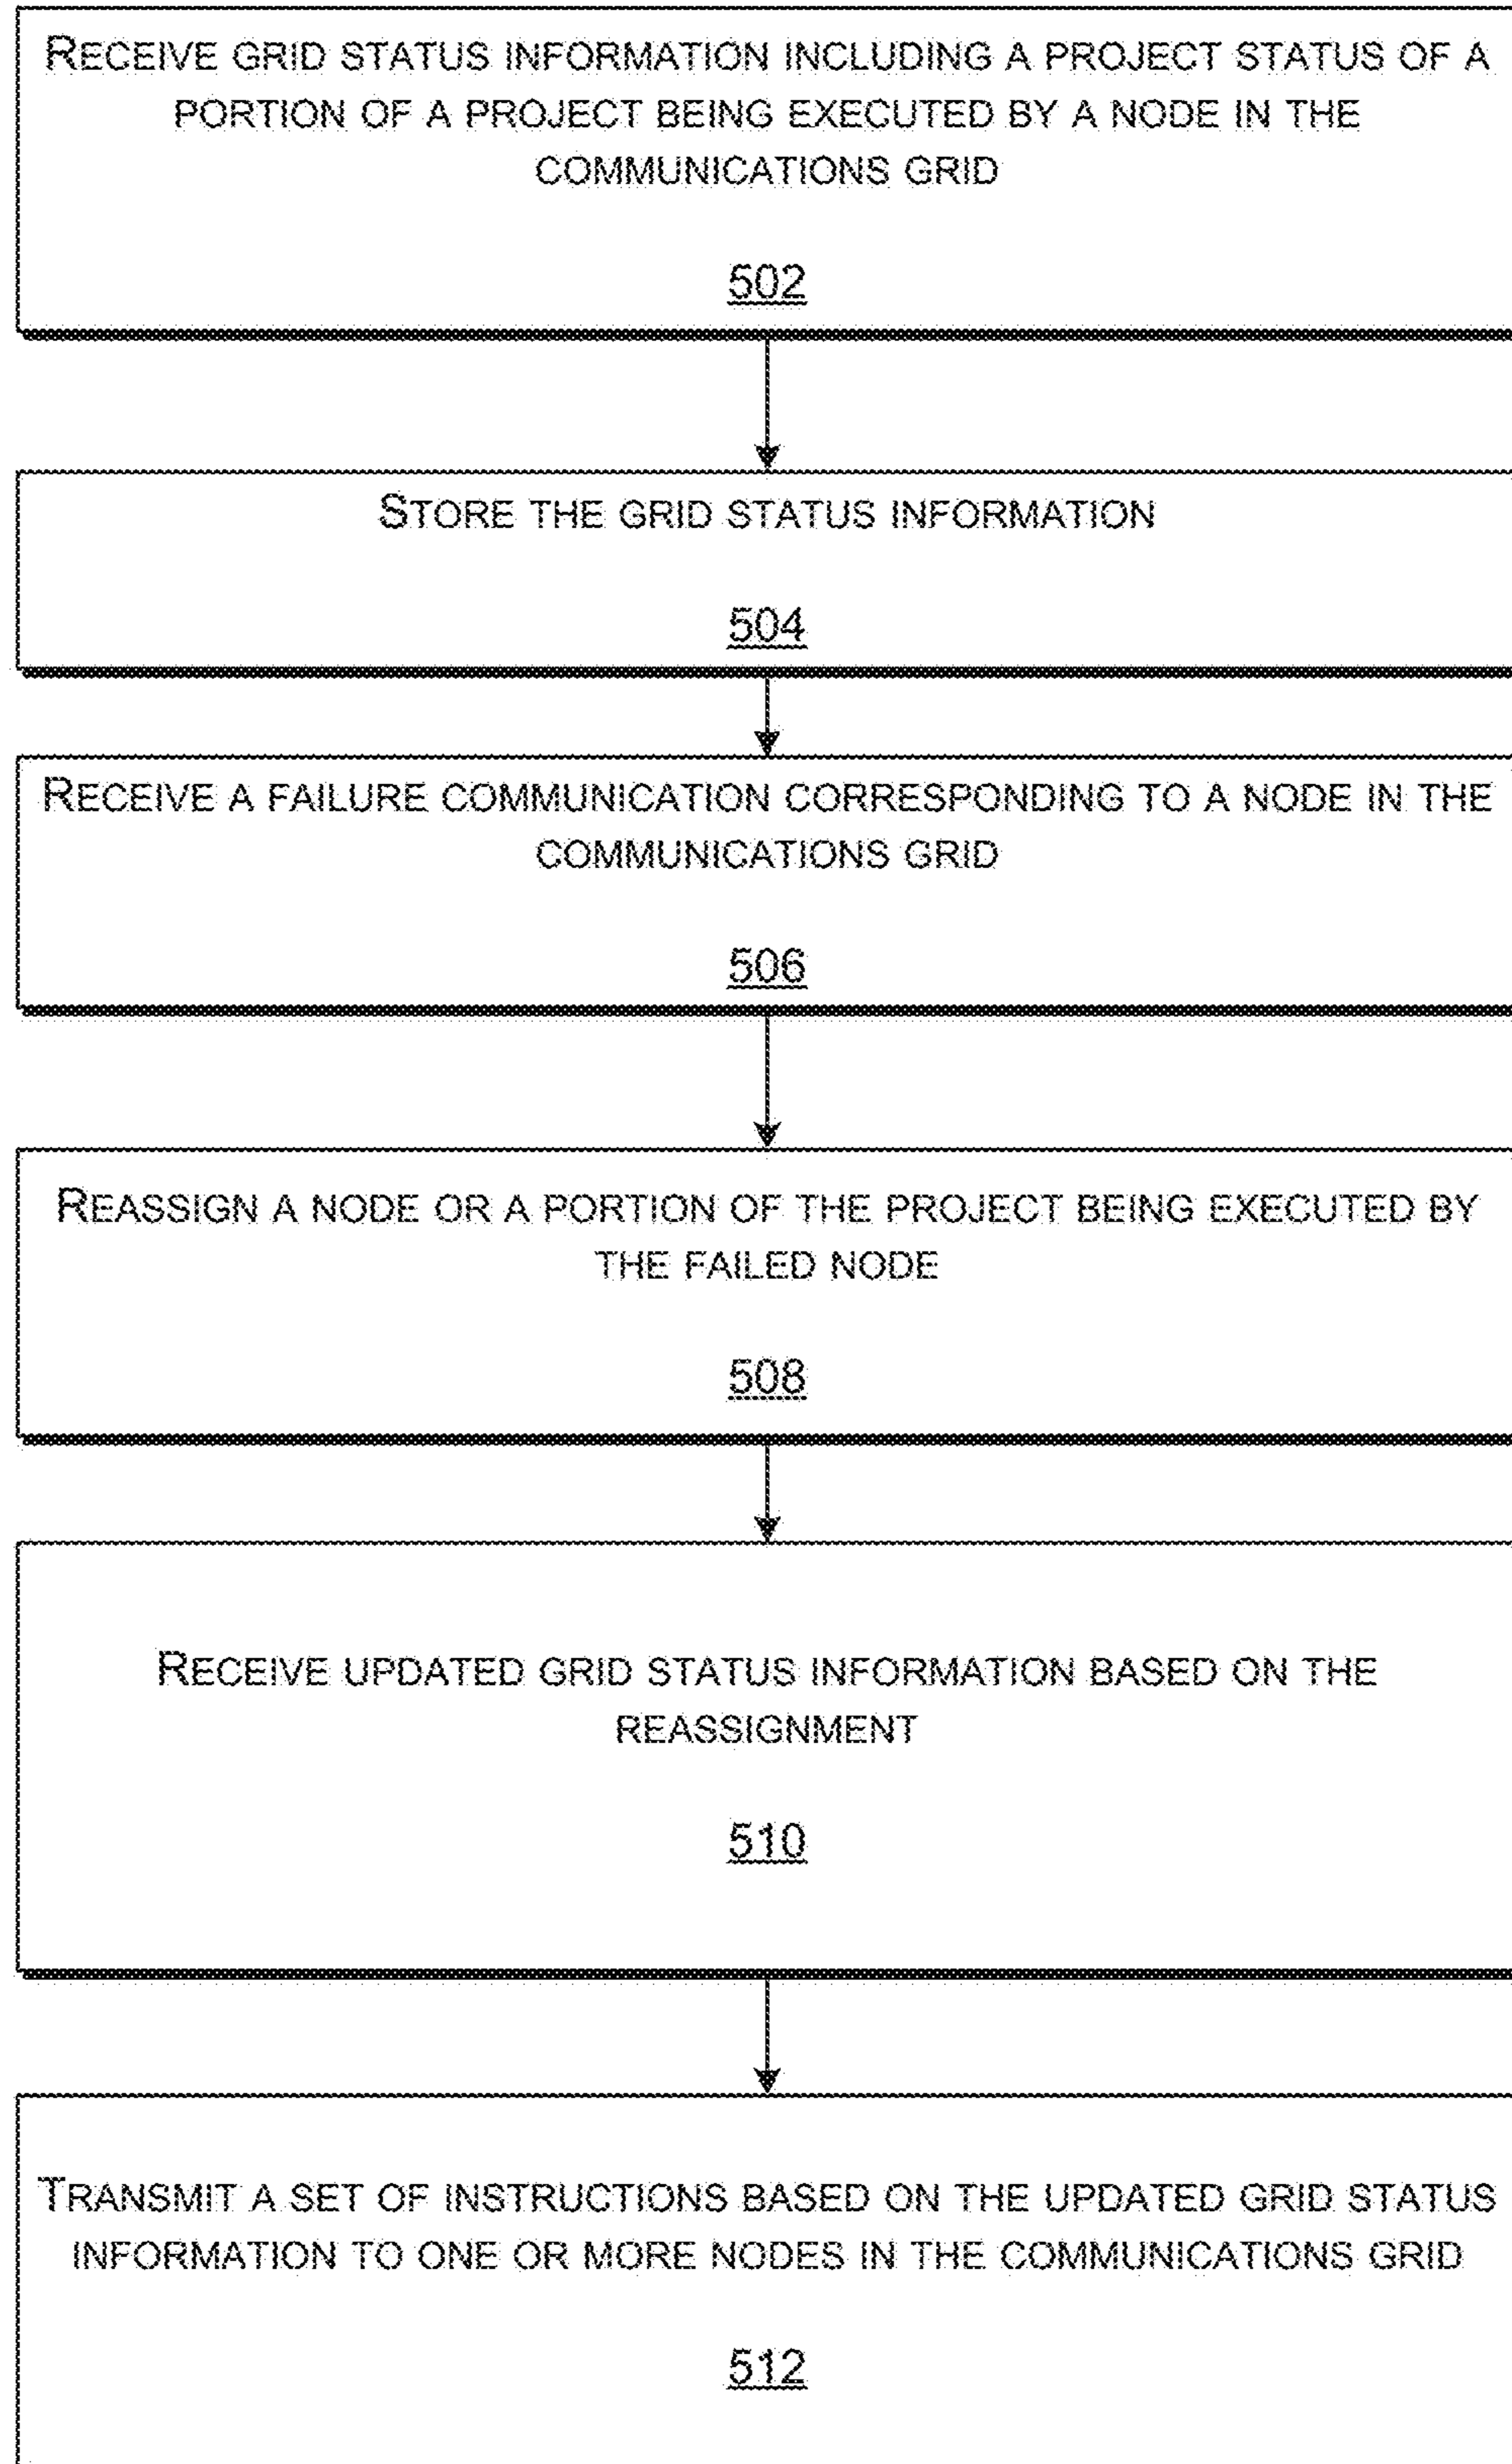 RECEIVE GRID STATUS INFORMATION INCLUDING A PROJECT STATUS OF A
PORTION OF A PROJECT BEING EXECUTED BY A NODE IN THE
COMMUNICATIONS GRID
502
STORE THE GRID STATUS INFORMATION
504
RECEIVE A FAILURE COMMUNICATION CORRESPONDING TO A NODE IN THE
COMMUNICATIONS GRID
506
REASSIGN A NODE OR A PORTION OF THE PROJECT BEING EXECUTED BY
THE FAILED NODE
508
RECEIVE UPDATED GRID STATUS INFORMATION BASED ON THE
REASSIGNMENT
510
TRANSMIT A SET OF INSTRUCTIONS BASED ON THE UPDATED GRID STATUS
INFORMATION TO ONE OR MORE NODES IN THE COMMUNICATIONS GRID
512